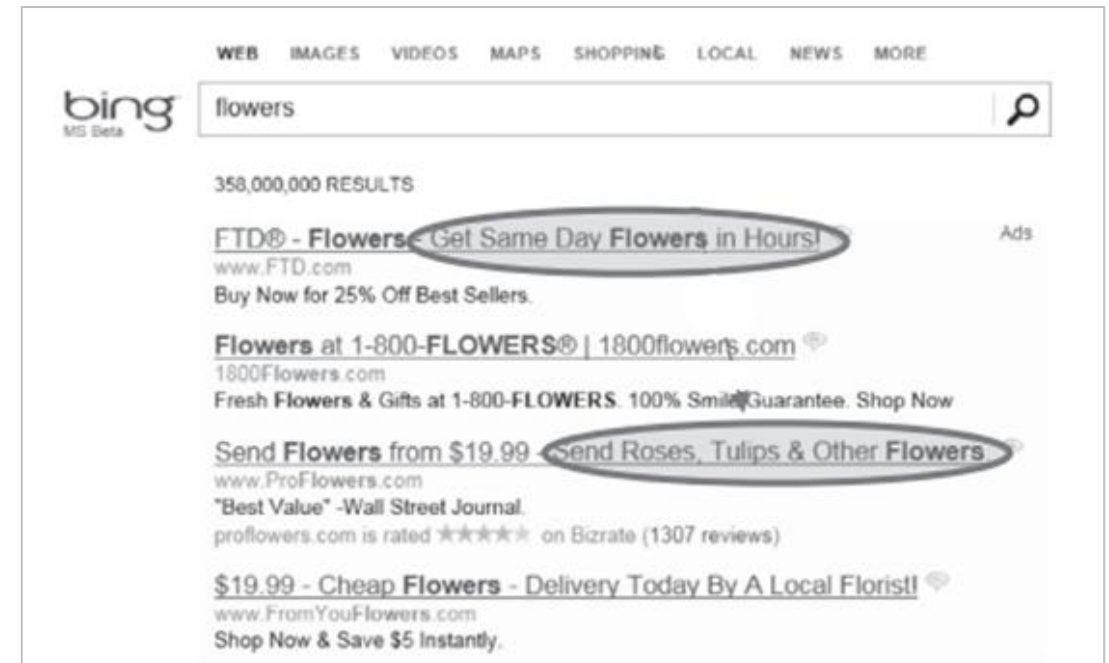 WEB IMAGES VIDEOS MAPS SHOPPING LOCAL NEWS MORE
bing
MS Beta
flowers
358,000,000 RESULTS
FTD® - Flowers - Get Same Day Flowers in Hours!
Ads
www.FTD.com
Buy Now for 25% Off Best Sellers.
Flowers at 1-800-FLOWERS® | 1800flowers.com
1800Flowers.com
Fresh Flowers & Gifts at 1-800-FLOWERS. 100% Smile Guarantee. Shop Now
Send Flowers from $19.99 - Send Roses, Tulips & Other Flowers
www.ProFlowers.com
"Best Value" -Wall Street Journal.
proflowers.com is rated ★★★★★ on Bizrate (1307 reviews)
$19.99 - Cheap Flowers - Delivery Today By A Local Florist!
www.FromYouFlowers.com
Shop Now & Save $5 Instantly.